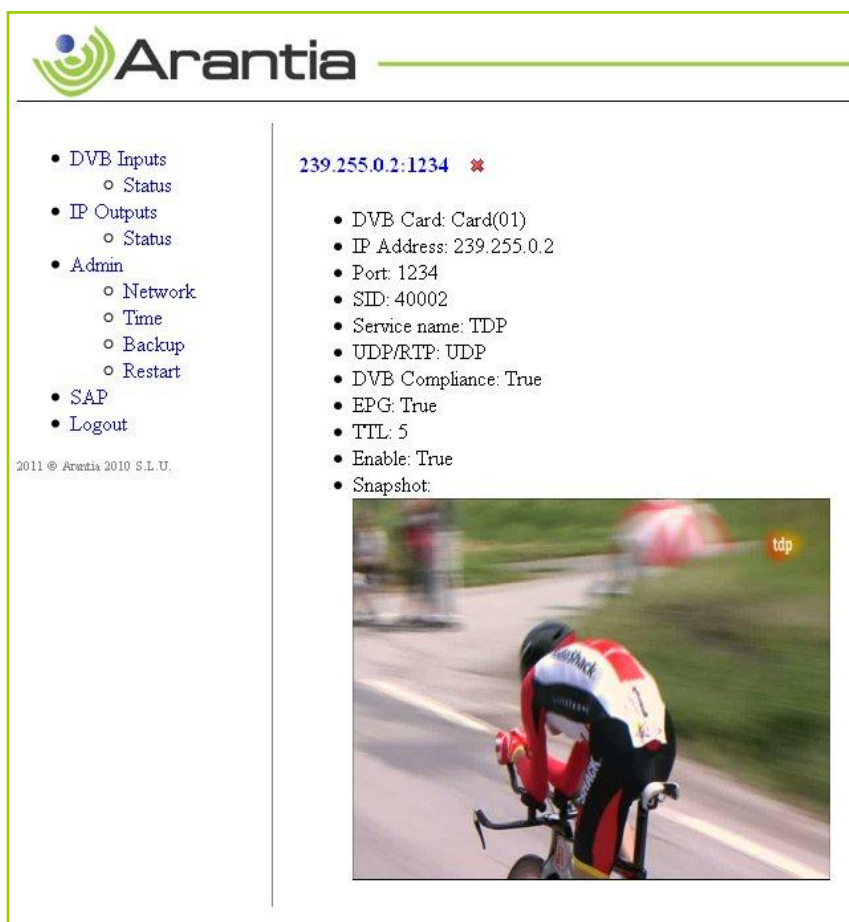 Arantia
DVB Inputs
Status
IP Outputs
Status
Admin
Network
Time
Backup
Restart
SAP
Logout
2011 © Arantia 2010 S.L.U.
239.255.0.2:1234
DVB Card: Card(01)
IP Address: 239.255.0.2
Port: 1234
SID: 40002
Service name: TDP
UDP/RTP: UDP
DVB Compliance: True
EPG: True
TTL: 5
Enable: True
Snapshot:
tdp